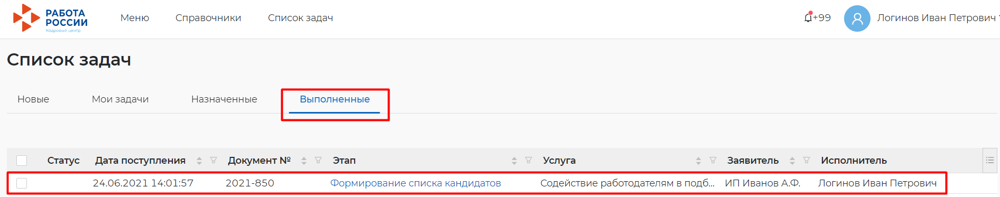 РАБОТА
РОССИИ
Кадровый центр
Меню Справочники Список задач +99 Логинов Иван Петрович
Список задач
Новые Мои задачи Назначенные Выполненные
Статус Дата поступления Документ № Этап Услуга Заявитель Исполнитель
24.06.2021 14:01:57 2021-850 Формирование списка кандидатов Содействие работодателям в подб... ИП Иванов А.Ф. Логинов Иван Петрович